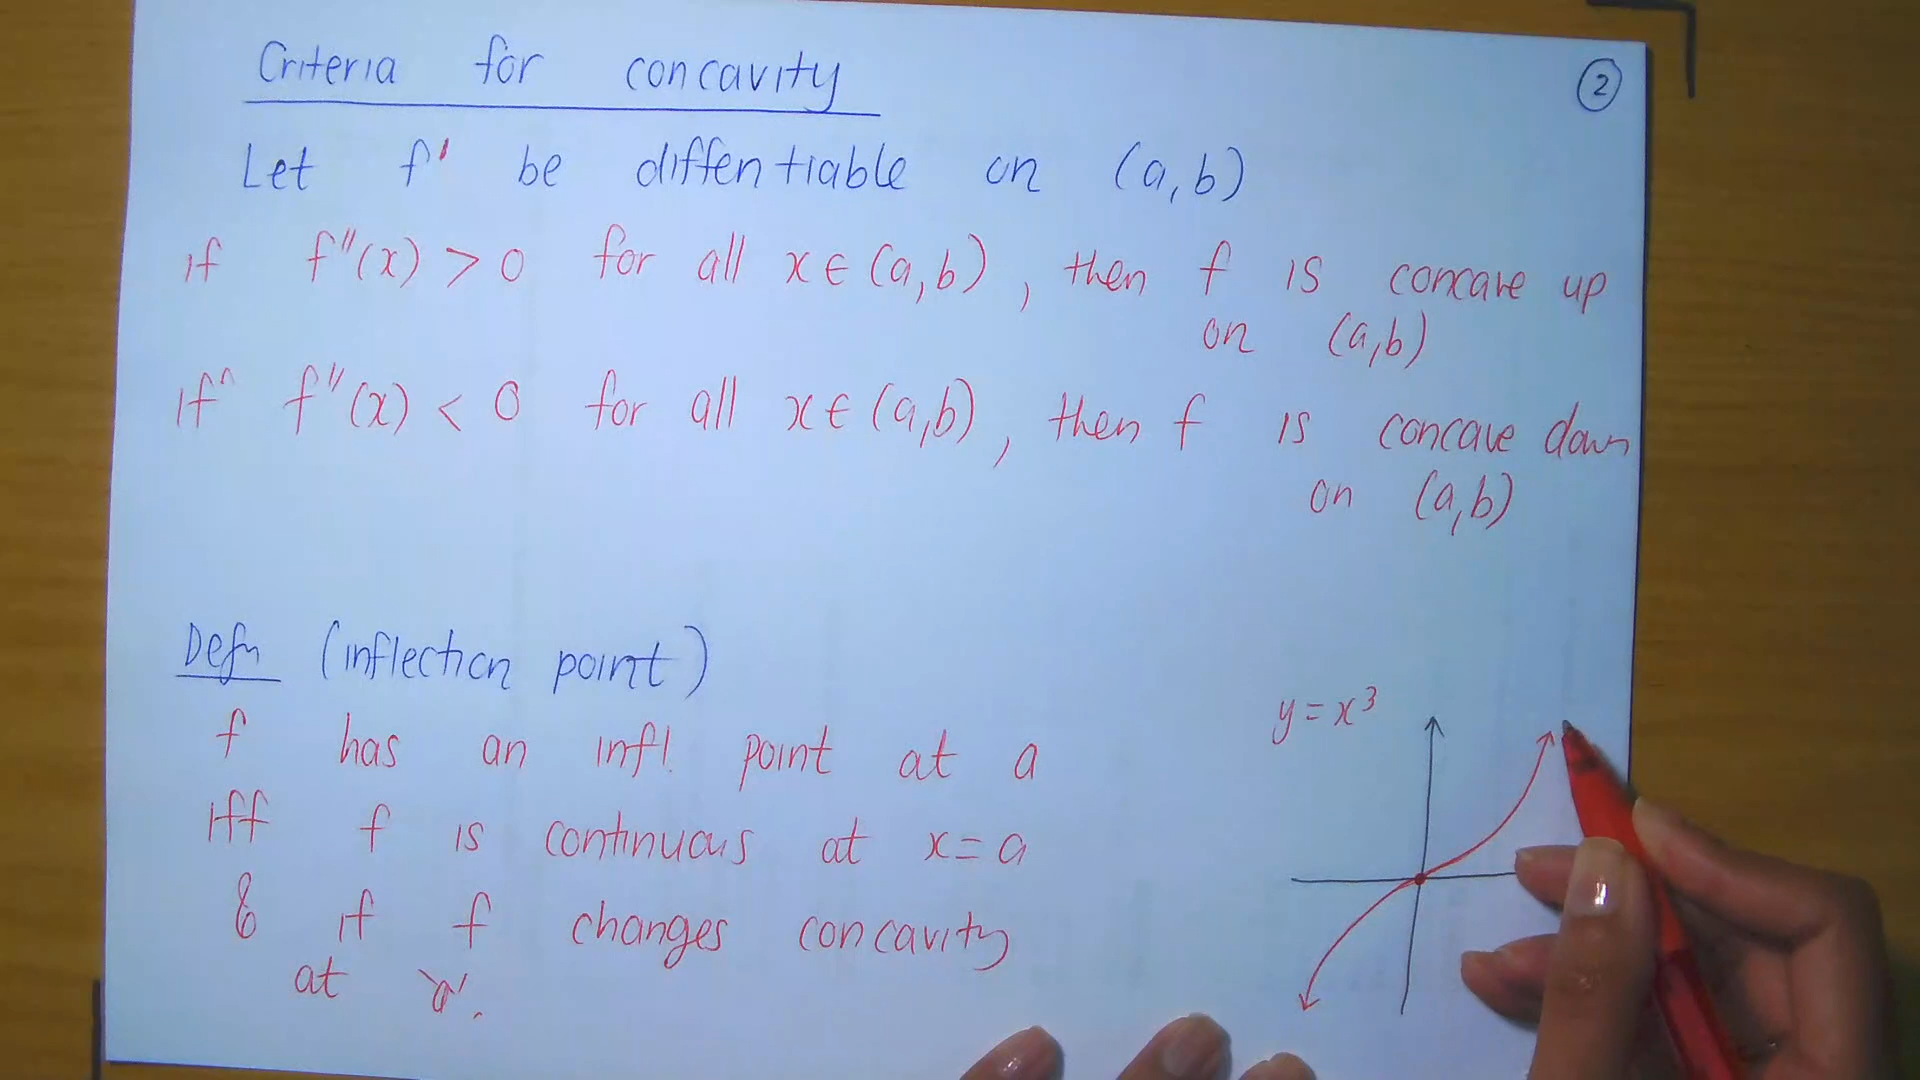 Criteria for concavity
2
Let f' be diffentiable on (a,b)
if f''(x) > 0 for all x∈(a,b), then f is concave up
on (a,b)
if f''(x) < 0 for all x∈(a,b), then f is concave down
on (a,b)
Defn (inflection point)
f has an infl. point at a
iff f is continuous at x=a
& if f changes concavity
at 'a'.
y=x³